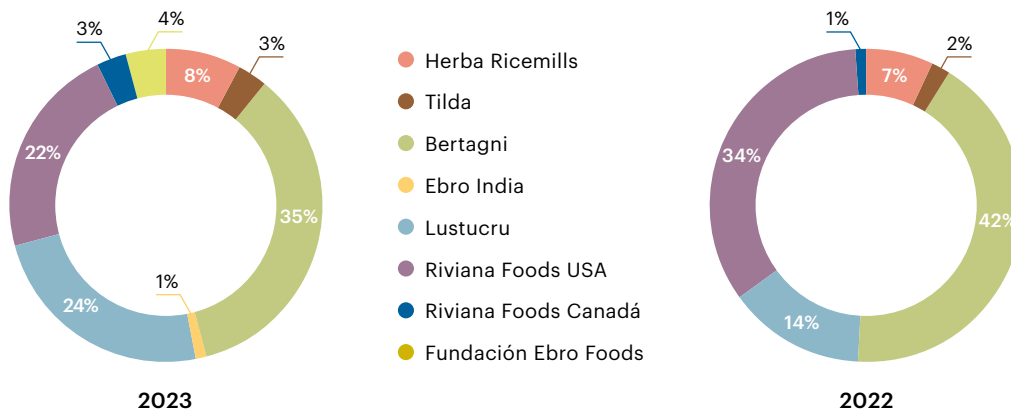 4%
3%
3%
8%
22%
35%
1%
24%
2023
Herba Ricemills
Tilda
Bertagni
Ebro India
Lustucru
Riviana Foods USA
Riviana Foods Canadá
Fundación Ebro Foods
1%
2%
7%
34%
42%
14%
2022